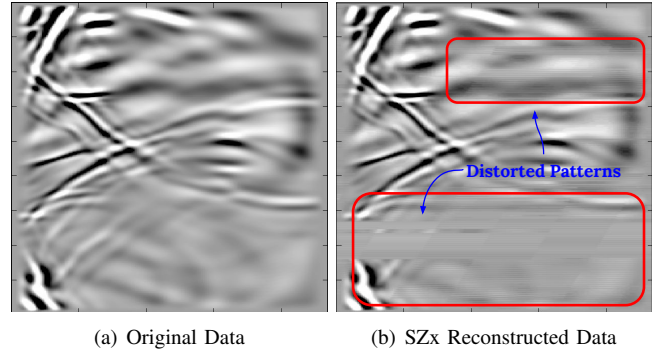 Distorted Patterns
(a) Original Data
(b) SZx Reconstructed Data